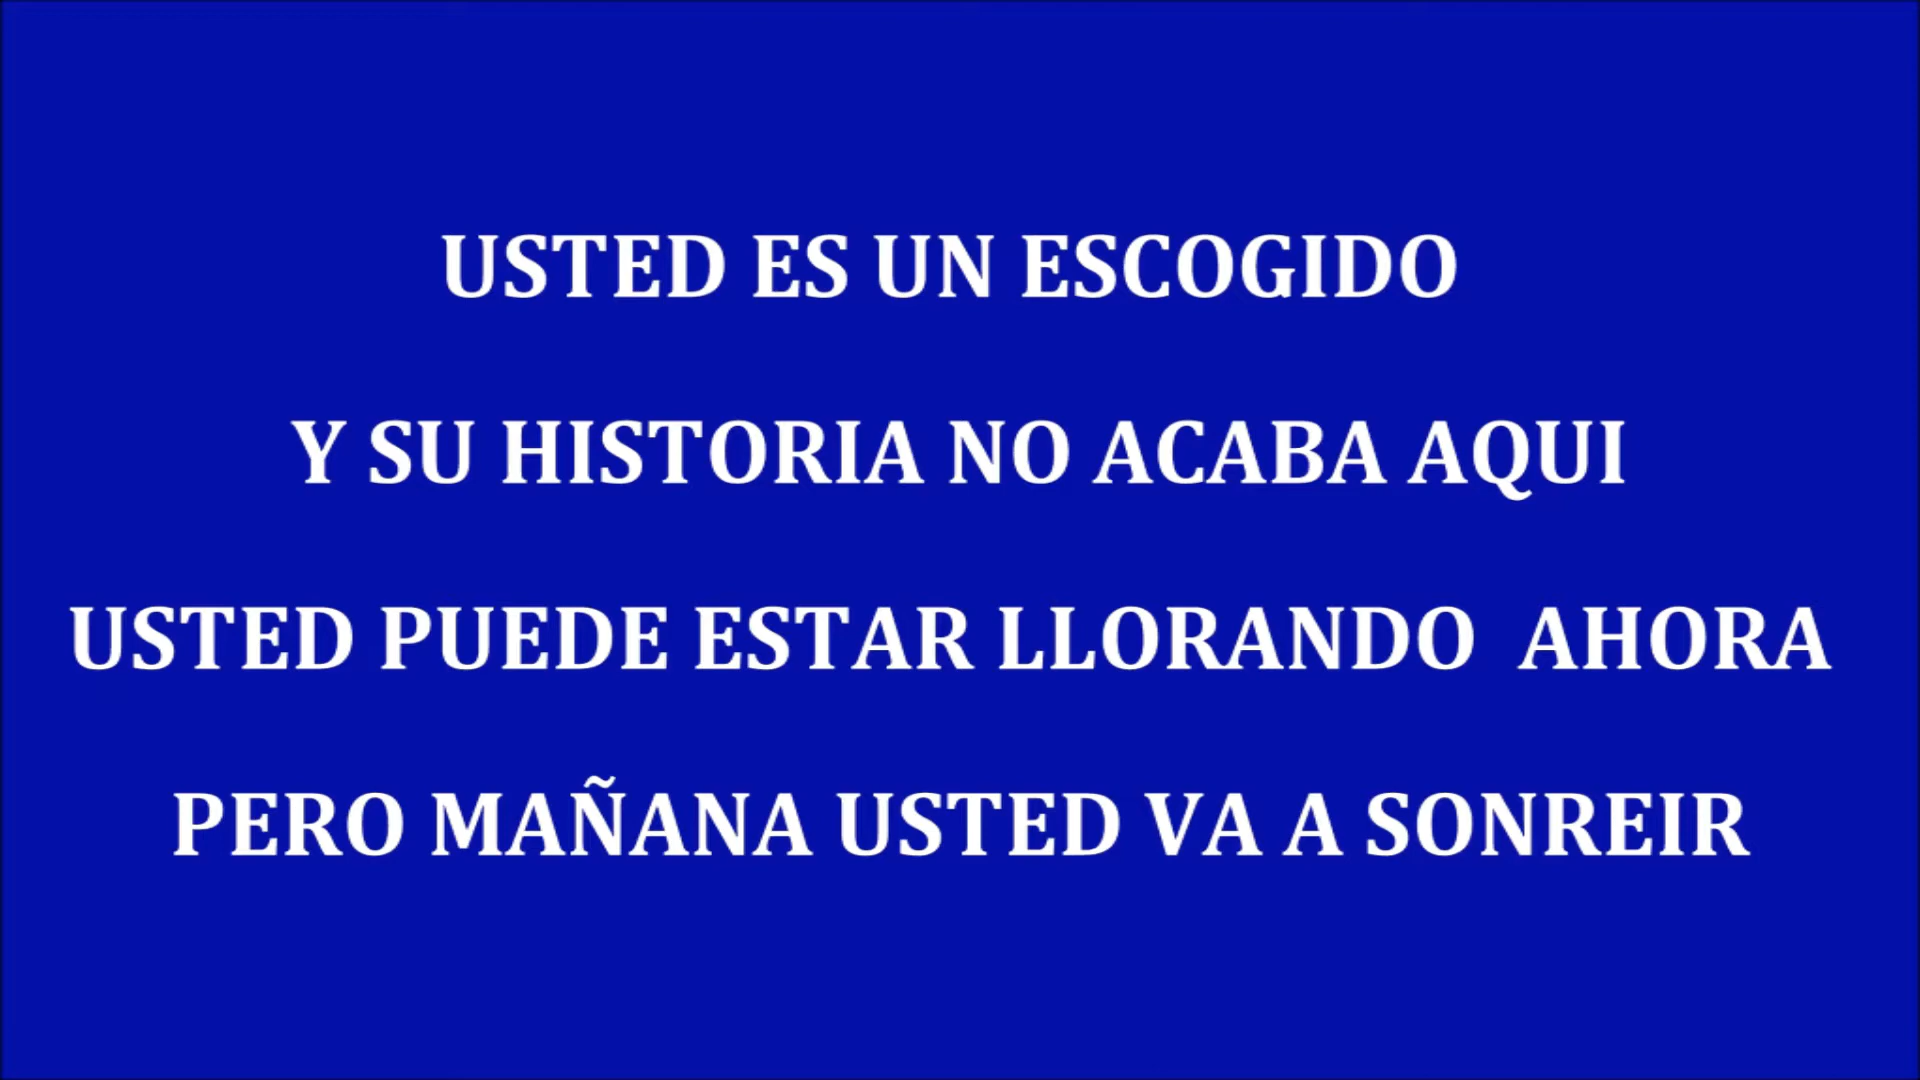 USTED ES UN ESCOGIDO
Y SU HISTORIA NO ACABA AQUI
USTED PUEDE ESTAR LLORANDO  AHORA
PERO MAÑANA USTED VA A SONREIR